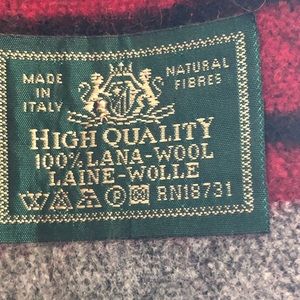 MADE IN ITALY
NATURAL FIBRES
HIGH QUALITY
100% LANA-WOOL
LAINE-WOLLE
P RN18731